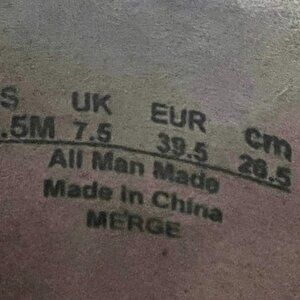 S UK EUR cm
.5M 7.5 39.5 26.5
All Man Made
Made in China
MERGE